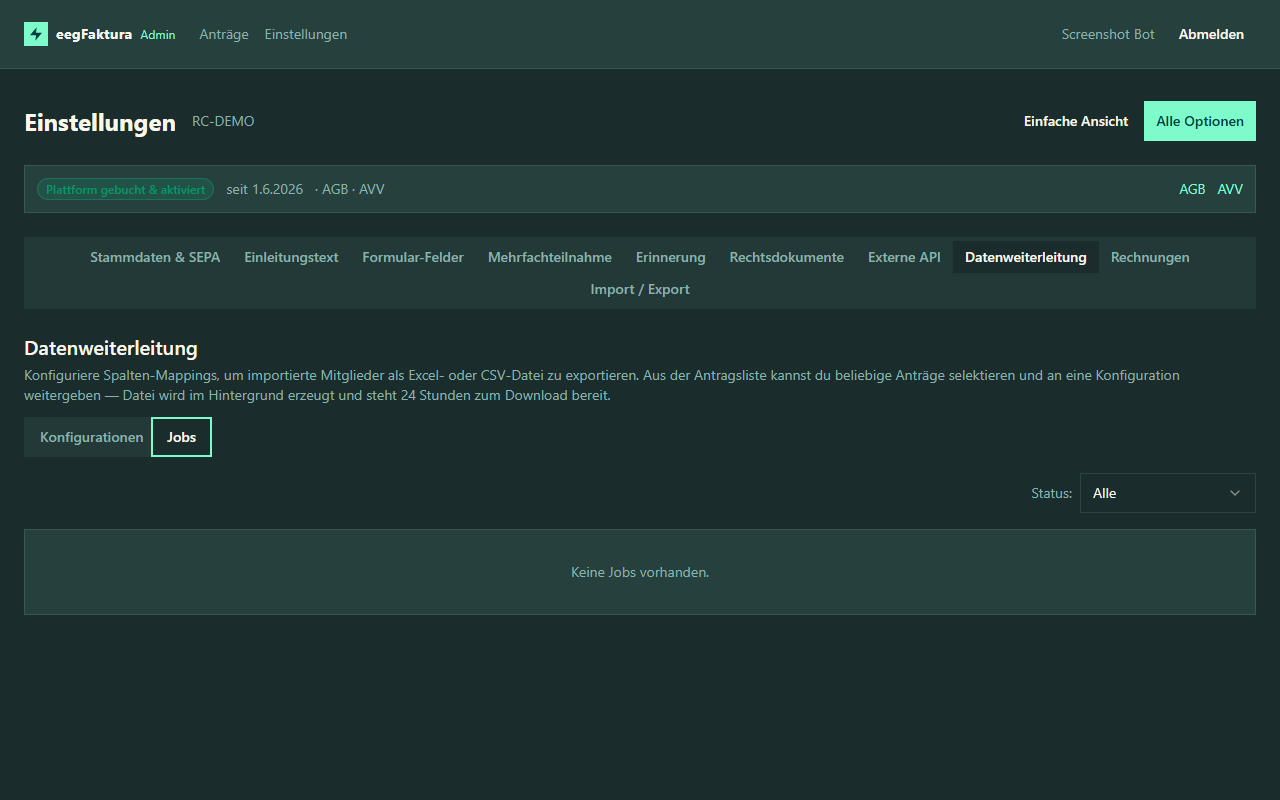 eegFaktura Admin Anträge Einstellungen Screenshot Bot Abmelden
Einstellungen RC-DEMO Einfache Ansicht Alle Optionen
Plattform gebucht & aktiviert seit 1.6.2026 · AGB · AVV AGB AVV
Stammdaten & SEPA Einleitungstext Formular-Felder Mehrfachteilnahme Erinnerung Rechtsdokumente Externe API Datenweiterleitung Rechnungen
Import / Export
Datenweiterleitung
Konfiguriere Spalten-Mappings, um importierte Mitglieder als Excel- oder CSV-Datei zu exportieren. Aus der Antragsliste kannst du beliebige Anträge selektieren und an eine Konfiguration
weitergeben — Datei wird im Hintergrund erzeugt und steht 24 Stunden zum Download bereit.
Konfigurationen Jobs
Status: Alle
Keine Jobs vorhanden.